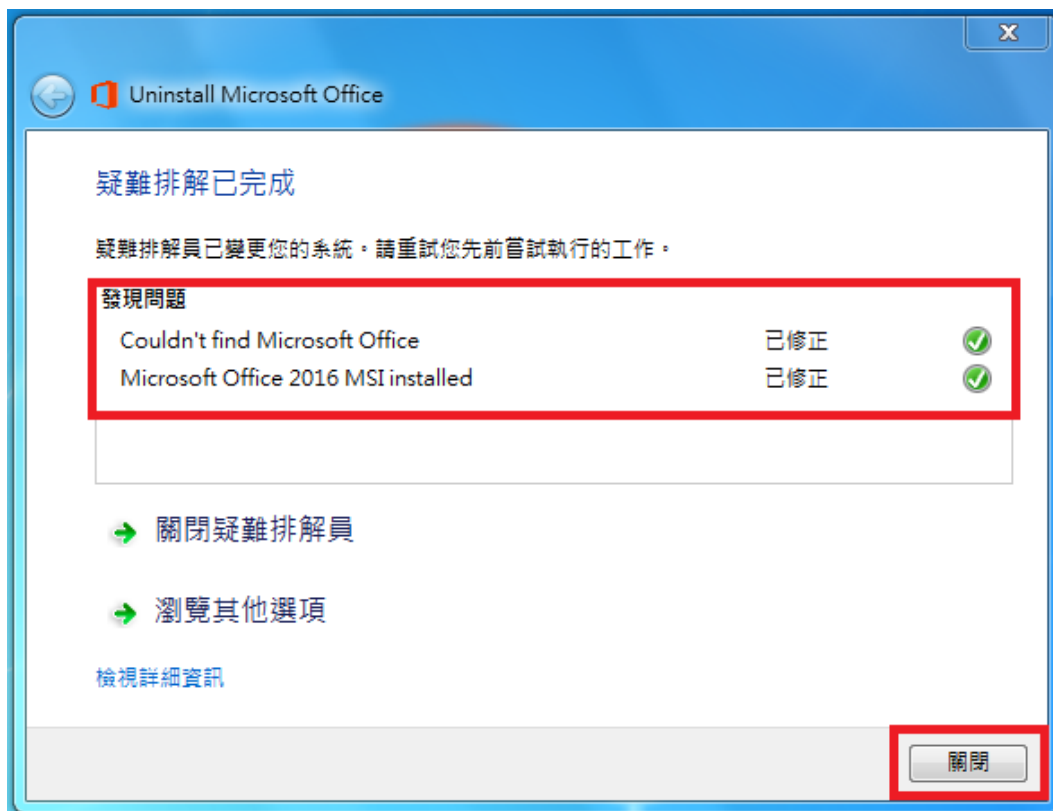 Uninstall Microsoft Office
疑難排解已完成
疑難排解員已變更您的系統。請重試您先前嘗試執行的工作。
發現問題
Couldn't find Microsoft Office 已修正
Microsoft Office 2016 MSI installed 已修正
關閉疑難排解員
瀏覽其他選項
檢視詳細資訊
關閉